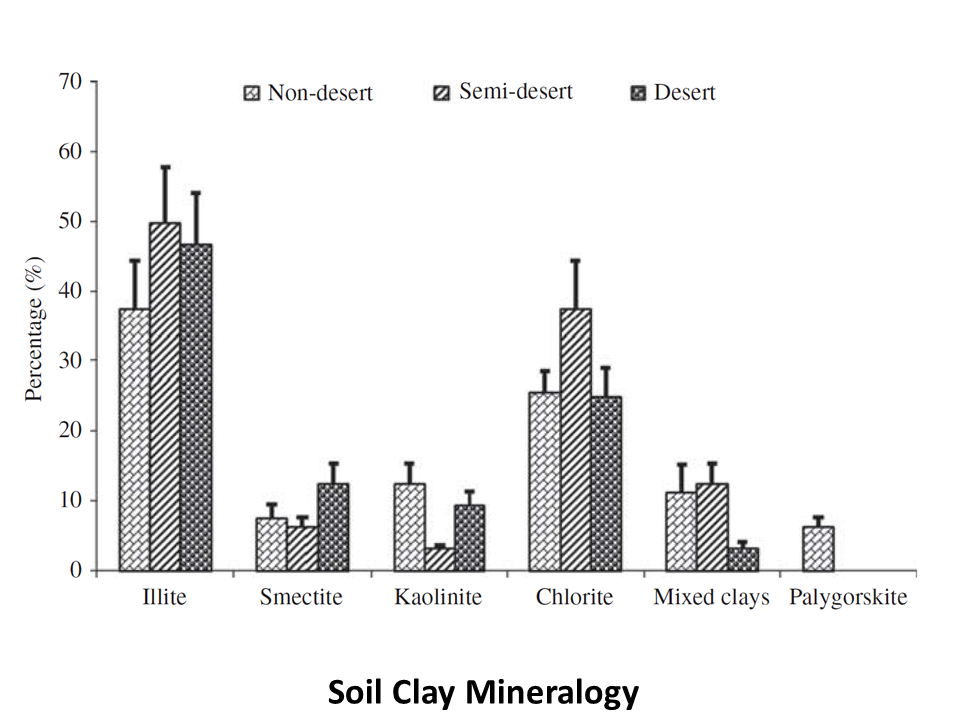 70
Non-desert
Semi-desert
Desert
60
50
40
30
20
10
0
Percentage (%)
Illite
Smectite
Kaolinite
Chlorite
Mixed clays
Palygorskite
Soil Clay Mineralogy